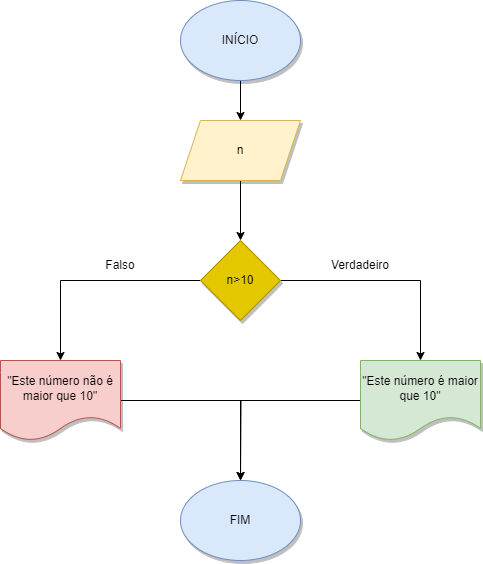 INÍCIO
n
n>10
Falso
Verdadeiro
"Este número não é
maior que 10"
"Este número é maior
que 10"
FIM